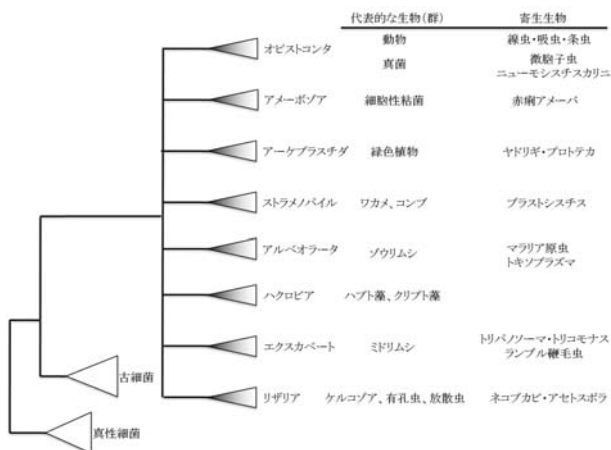 代表的な生物(群) 寄生生物
オピストコンタ 動物 線虫・吸虫・条虫
真菌 微胞子虫
ニューモシスチスカリニ
アメーボゾア 細胞性粘菌 赤痢アメーバ
アーケプラスチダ 緑色植物 ヤドリギ・プロトテカ
ストラメノパイル ワカメ、コンブ ブラストシスチス
アルベオラータ ゾウリムシ マラリア原虫
トキソプラズマ
ハクロビア ハプト藻、クリプト藻
エクスカベート ミドリムシ トリパノソーマ・トリコモナス
ランブル鞭毛虫
リザリア ケルコゾア、有孔虫、放散虫 ネコブカビ・アセトスポラ
古細菌
真性細菌